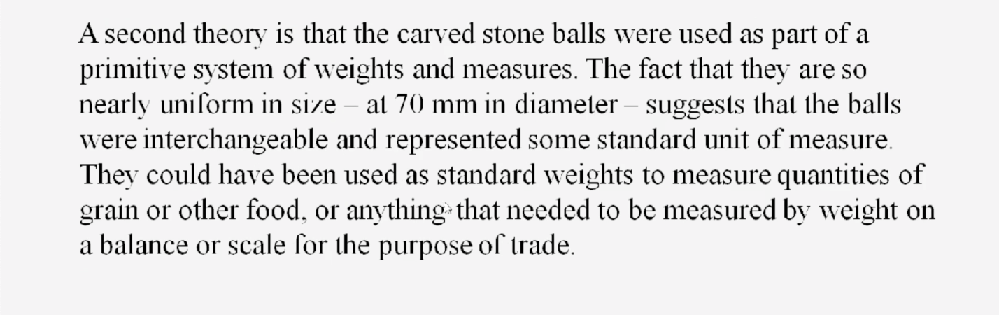 A second theory is that the carved stone balls were used as part of a
primitive system of weights and measures. The fact that they are so
nearly uniform in size – at 70 mm in diameter – suggests that the balls
were interchangeable and represented some standard unit of measure.
They could have been used as standard weights to measure quantities of
grain or other food, or anything that needed to be measured by weight on
a balance or scale for the purpose of trade.